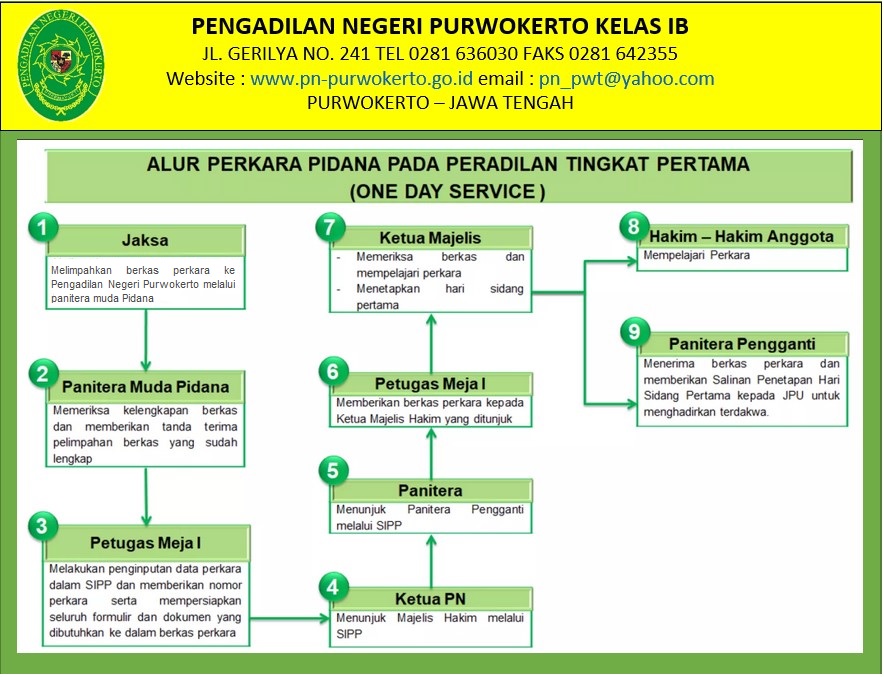 PENGADILAN NEGERI PURWOKERTO
PENGADILAN NEGERI PURWOKERTO KELAS IB
JL. GERILYA NO. 241 TEL 0281 636030 FAKS 0281 642355
Website : www.pn-purwokerto.go.id email : pn_pwt@yahoo.com
PURWOKERTO – JAWA TENGAH
ALUR PERKARA PIDANA PADA PERADILAN TINGKAT PERTAMA
(ONE DAY SERVICE )
1
Jaksa
Melimpahkan berkas perkara ke
Pengadilan Negeri Purwokerto melalui
panitera muda Pidana
2
Panitera Muda Pidana
Memeriksa kelengkapan berkas
dan memberikan tanda terima
pelimpahan berkas yang sudah
lengkap
3
Petugas Meja I
Melakukan penginputan data perkara
dalam SIPP dan memberikan nomor
perkara serta mempersiapkan
seluruh formulir dan dokumen yang
dibutuhkan ke dalam berkas perkara
4
Ketua PN
Menunjuk Majelis Hakim melalui
SIPP
5
Panitera
Menunjuk Panitera Pengganti
melalui SIPP
6
Petugas Meja I
Memberikan berkas perkara kepada
Ketua Majelis Hakim yang ditunjuk
7
Ketua Majelis
- Memeriksa berkas dan
mempelajari perkara
- Menetapkan hari sidang
pertama
8
Hakim – Hakim Anggota
Mempelajari Perkara
9
Panitera Pengganti
Menerima berkas perkara dan
memberikan Salinan Penetapan Hari
Sidang Pertama kepada JPU untuk
menghadirkan terdakwa.